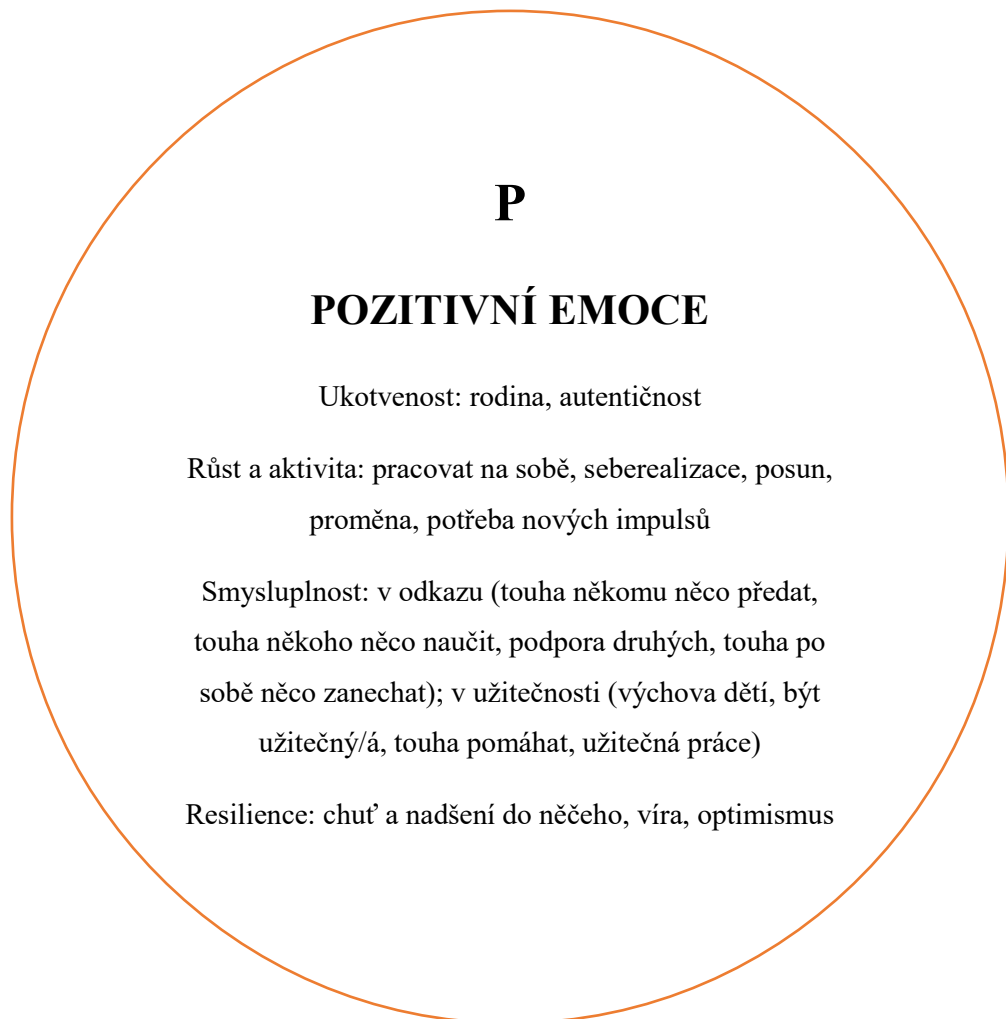 P
POZITIVNÍ EMOCE
Ukotvenost: rodina, autentičnost
Růst a aktivita: pracovat na sobě, seberealizace, posun,
proměna, potřeba nových impulsů
Smysluplnost: v odkazu (touha někomu něco předat,
touha někoho něco naučit, podpora druhých, touha po
sobě něco zanechat); v užitečnosti (výchova dětí, být
užitečný/á, touha pomáhat, užitečná práce)
Resilience: chuť a nadšení do něčeho, víra, optimismus